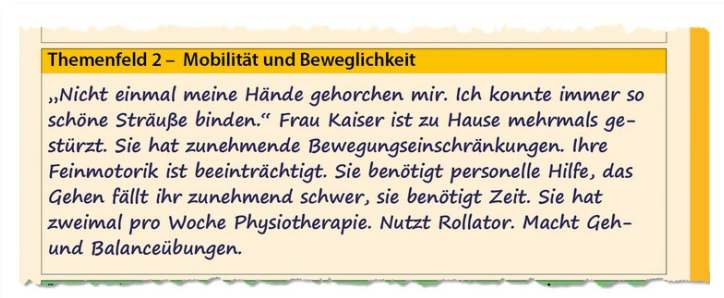 Themenfeld 2 – Mobilität und Beweglichkeit
„Nicht einmal meine Hände gehorchen mir. Ich konnte immer so
schöne Sträuße binden.“ Frau Kaiser ist zu Hause mehrmals ge-
stürzt. Sie hat zunehmende Bewegungseinschränkungen. Ihre
Feinmotorik ist beeinträchtigt. Sie benötigt personelle Hilfe, das
Gehen fällt ihr zunehmend schwer, sie benötigt Zeit. Sie hat
zweimal pro Woche Physiotherapie. Nutzt Rollator. Macht Geh-
und Balanceübungen.